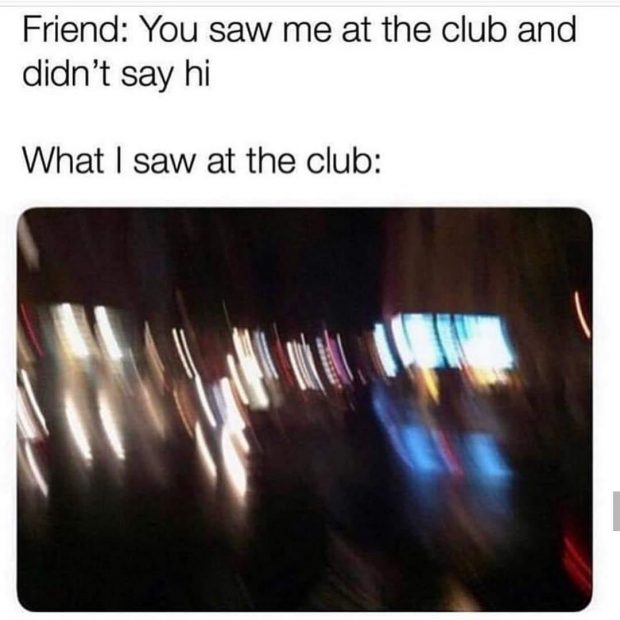 Friend: You saw me at the club and
didn’t say hi
What I saw at the club: